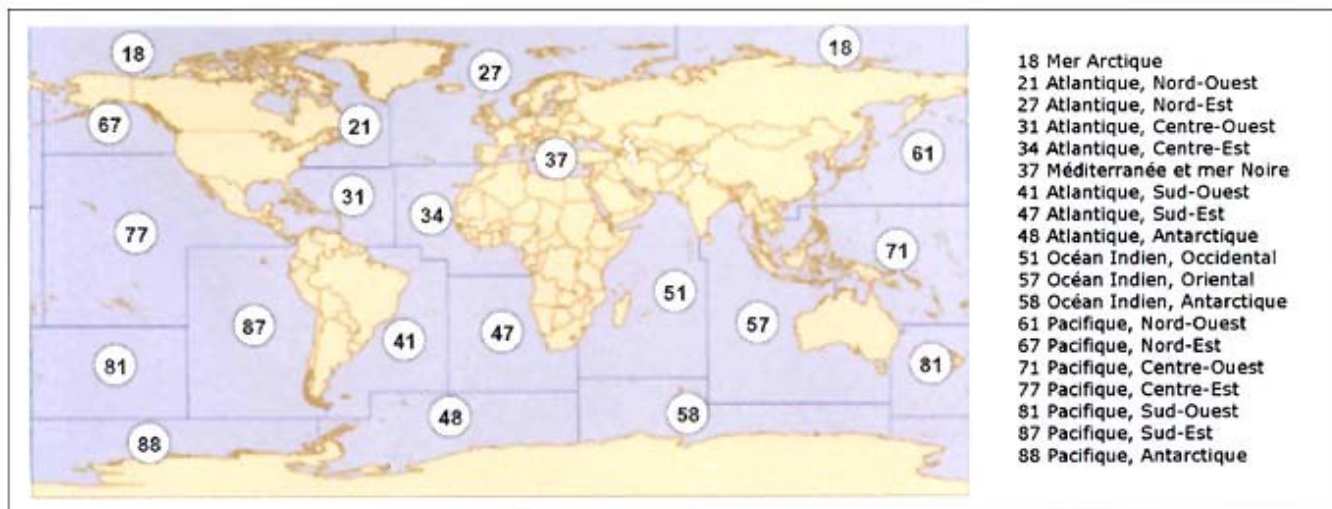 18
18
27
67
21
37
61
31
34
77
71
51
87
47
57
41
81
81
48
58
88
18 Mer Arctique
21 Atlantique, Nord-Ouest
27 Atlantique, Nord-Est
31 Atlantique, Centre-Ouest
34 Atlantique, Centre-Est
37 Méditerranée et mer Noire
41 Atlantique, Sud-Ouest
47 Atlantique, Sud-Est
48 Atlantique, Antarctique
51 Océan Indien, Occidental
57 Océan Indien, Oriental
58 Océan Indien, Antarctique
61 Pacifique, Nord-Ouest
67 Pacifique, Nord-Est
71 Pacifique, Centre-Ouest
77 Pacifique, Centre-Est
81 Pacifique, Sud-Ouest
87 Pacifique, Sud-Est
88 Pacifique, Antarctique